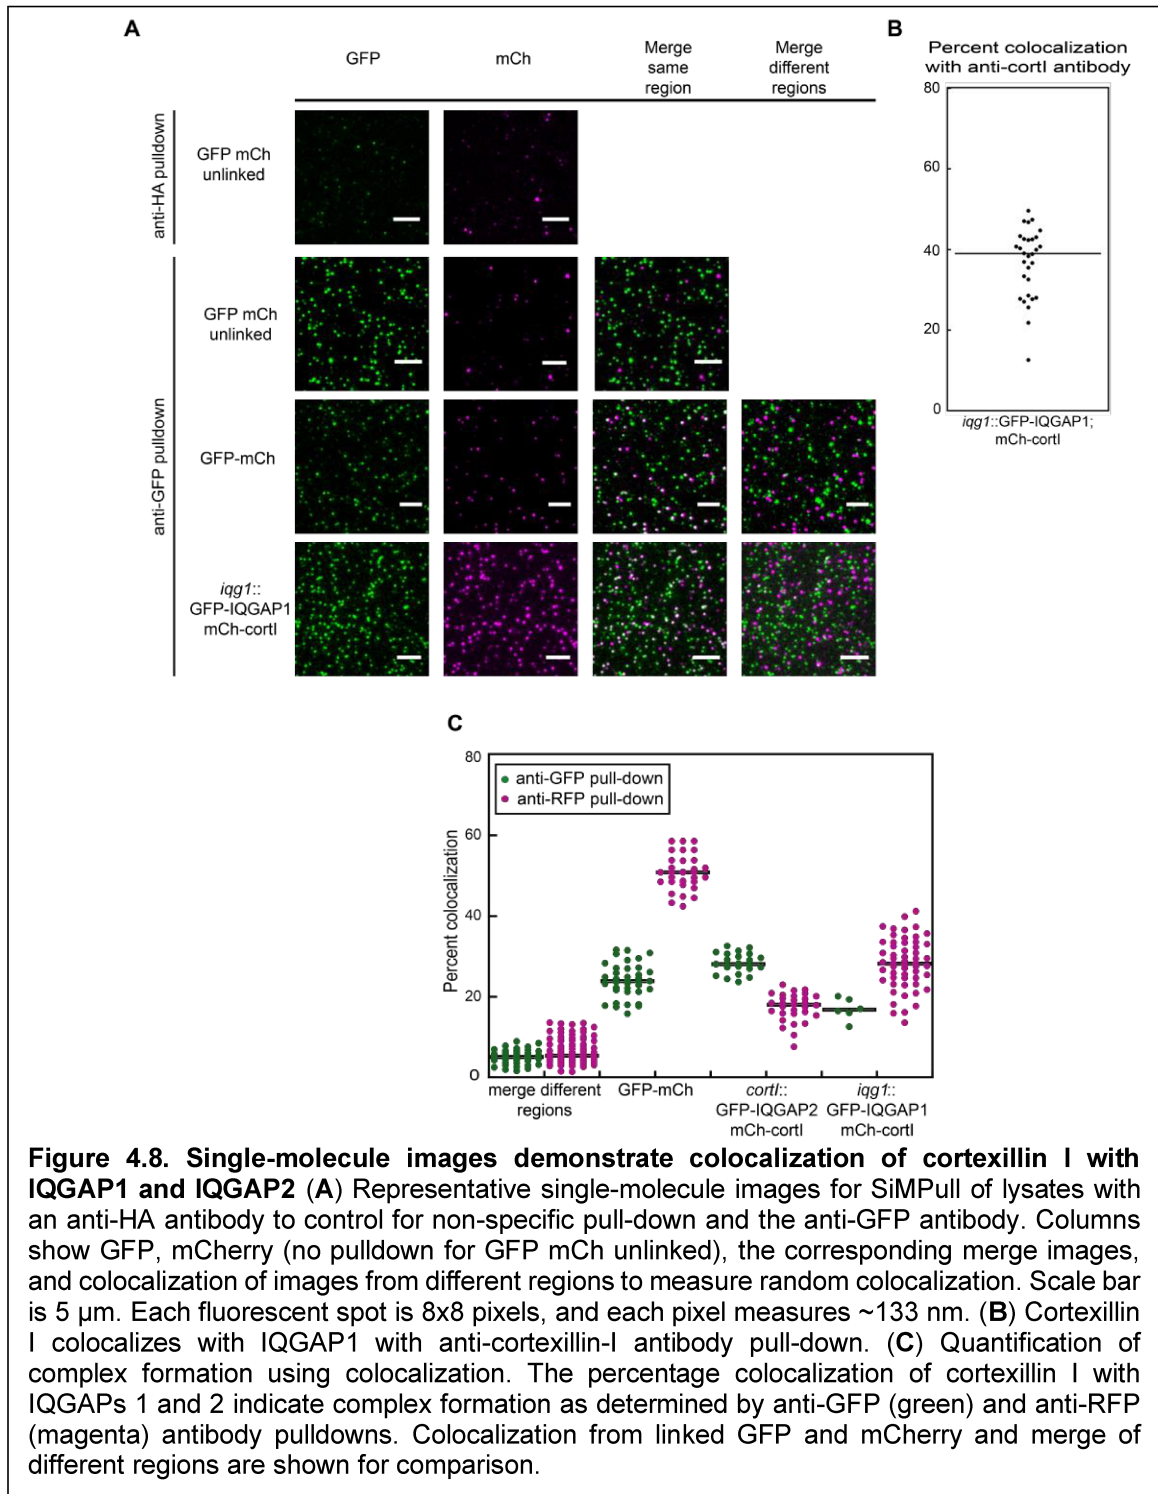 A
GFP
mCh
Merge
same
region
Merge
different
regions
anti-HA pulldown
GFP mCh
unlinked
anti-GFP pulldown
GFP mCh
unlinked
GFP-mCh
iqg1::
GFP-IQGAP1
mCh-cortI
B
Percent colocalization
with anti-cortI antibody
80
60
40
20
0
iqg1::GFP-IQGAP1;
mCh-cortI
C
Percent colocalization
80
60
40
20
0
anti-GFP pull-down
anti-RFP pull-down
merge different
regions
GFP-mCh
cortI::
GFP-IQGAP2
mCh-cortI
iqg1::
GFP-IQGAP1
mCh-cortI
Figure 4.8. Single-molecule images demonstrate colocalization of cortexillin I with
IQGAP1 and IQGAP2 (A) Representative single-molecule images for SiMPull of lysates with
an anti-HA antibody to control for non-specific pull-down and the anti-GFP antibody. Columns
show GFP, mCherry (no pulldown for GFP mCh unlinked), the corresponding merge images,
and colocalization of images from different regions to measure random colocalization. Scale bar
is 5 μm. Each fluorescent spot is 8x8 pixels, and each pixel measures ~133 nm. (B) Cortexillin
I colocalizes with IQGAP1 with anti-cortexillin-I antibody pull-down. (C) Quantification of
complex formation using colocalization. The percentage colocalization of cortexillin I with
IQGAPs 1 and 2 indicate complex formation as determined by anti-GFP (green) and anti-RFP
(magenta) antibody pulldowns. Colocalization from linked GFP and mCherry and merge of
different regions are shown for comparison.